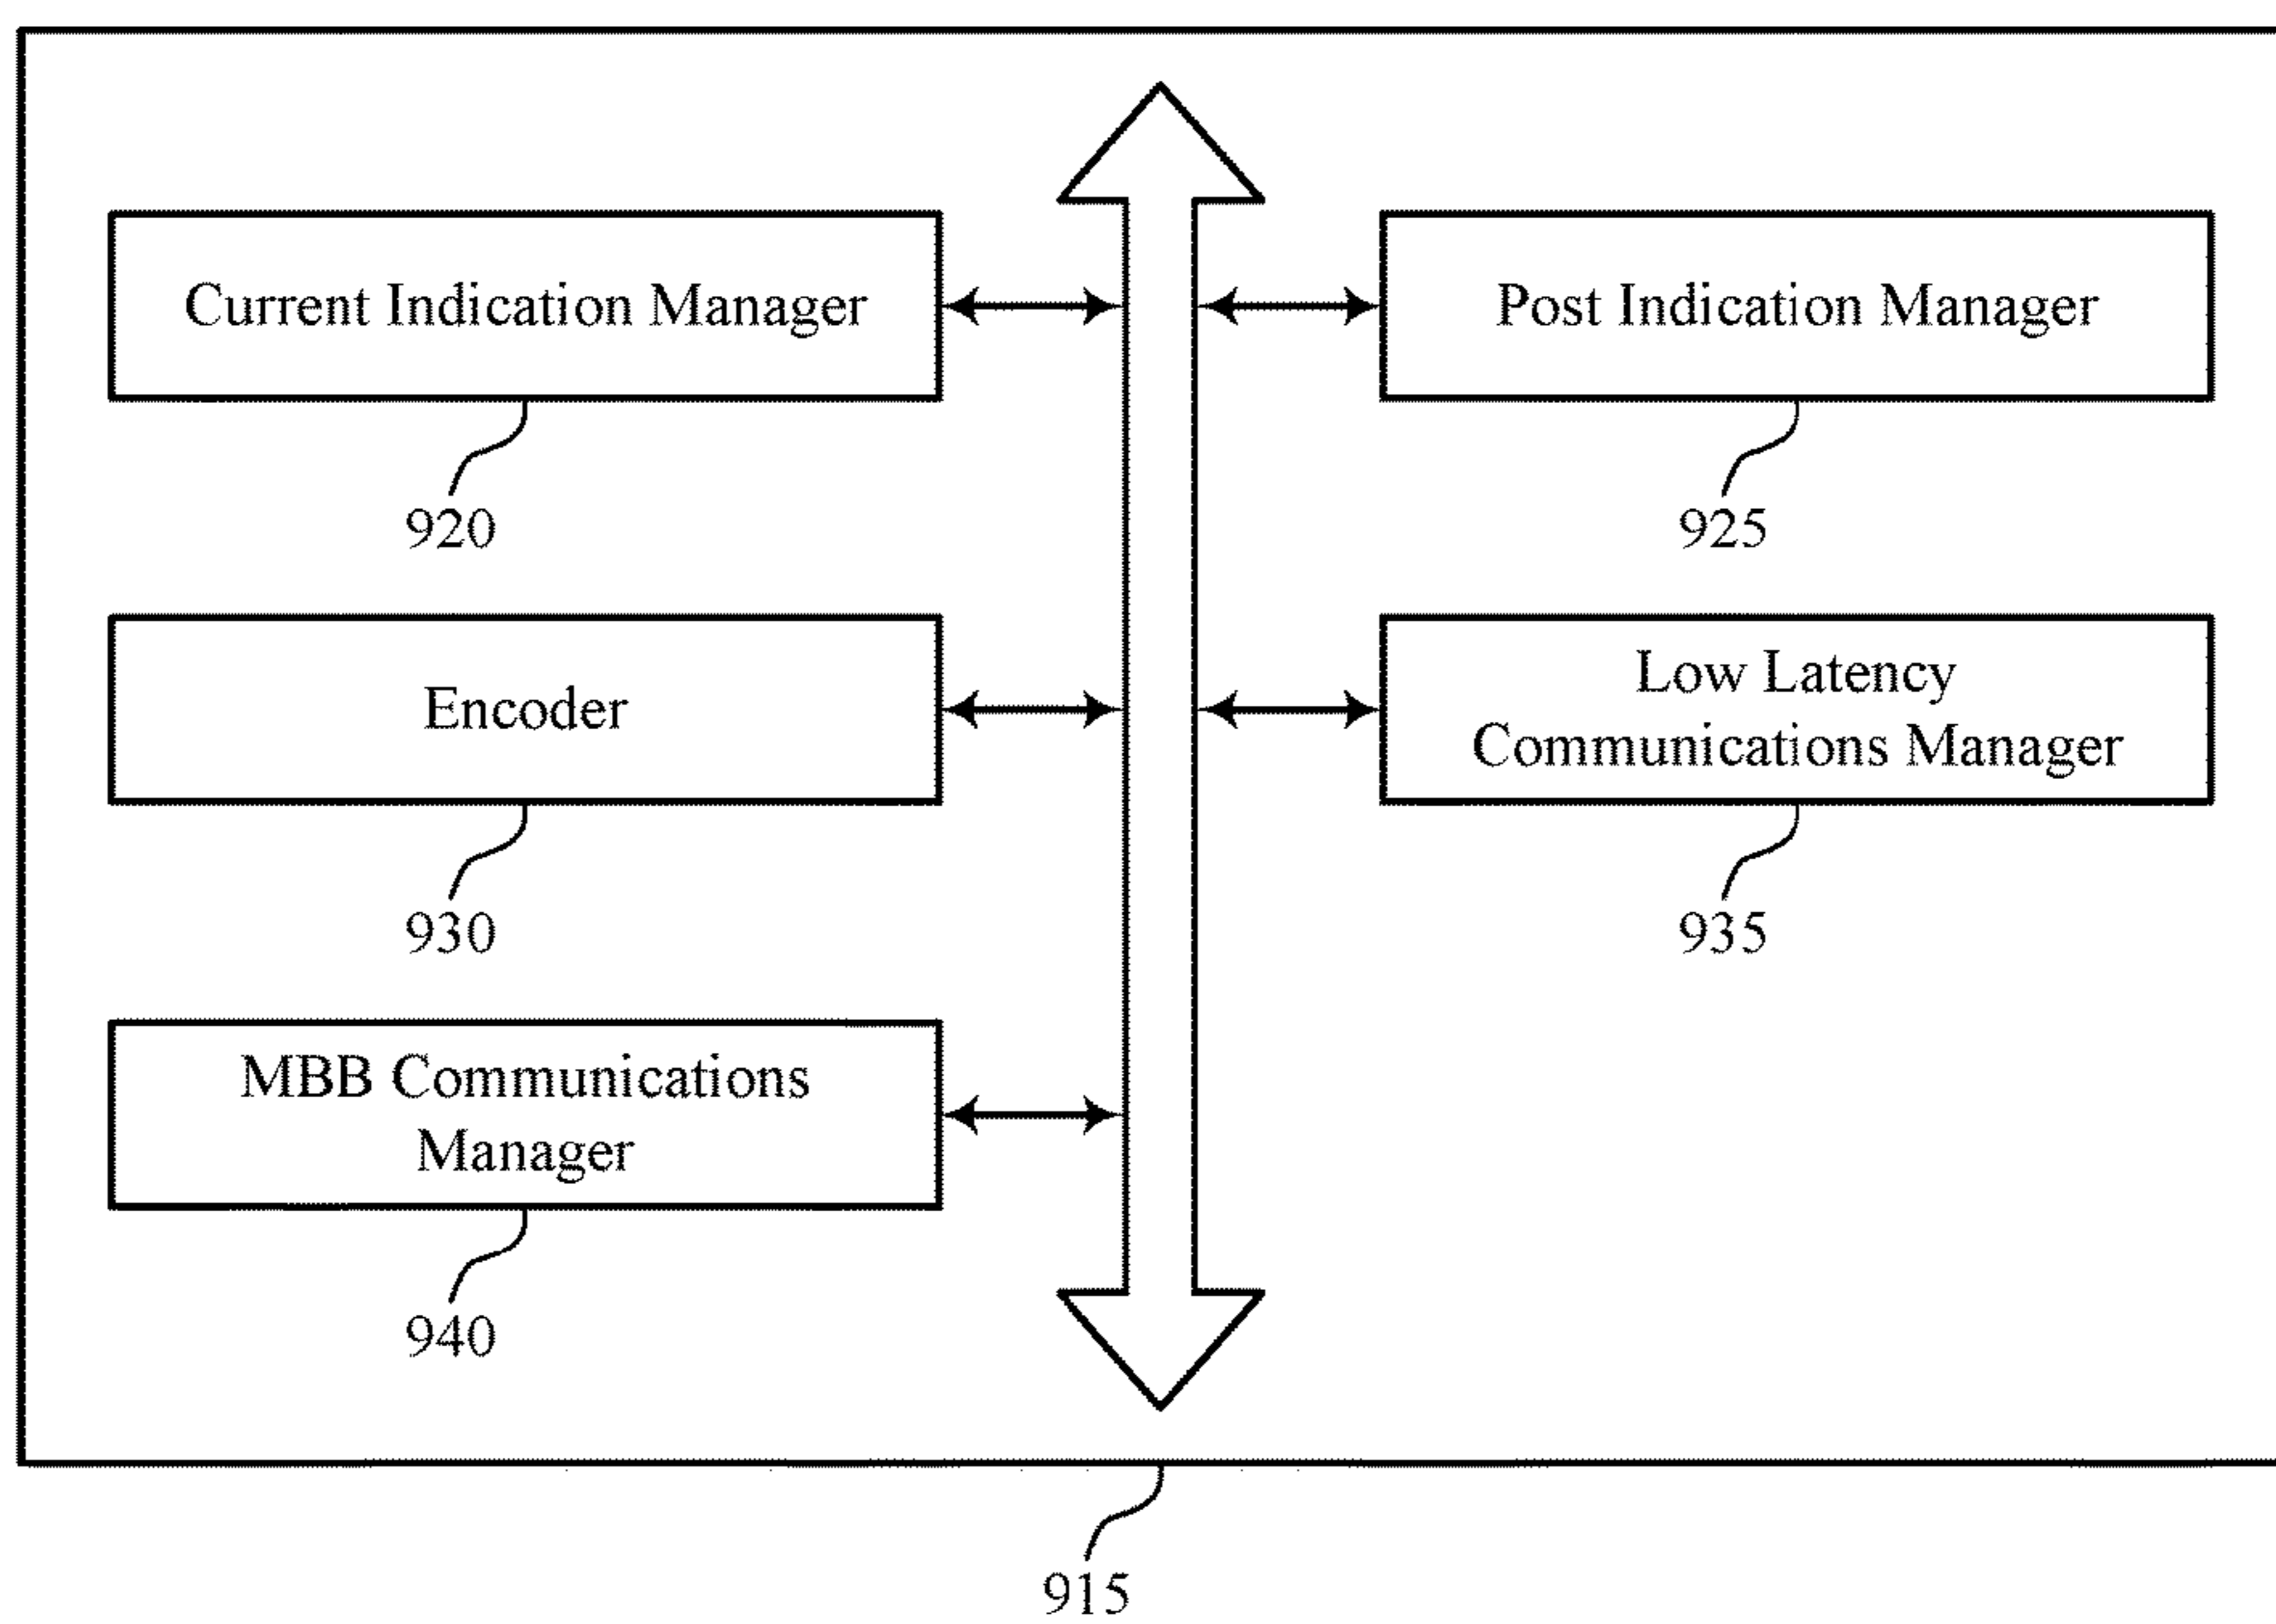 Current Indication Manager
Post Indication Manager
920
925
Encoder
Low Latency
Communications Manager
930
935
MBB Communications
Manager
940
915